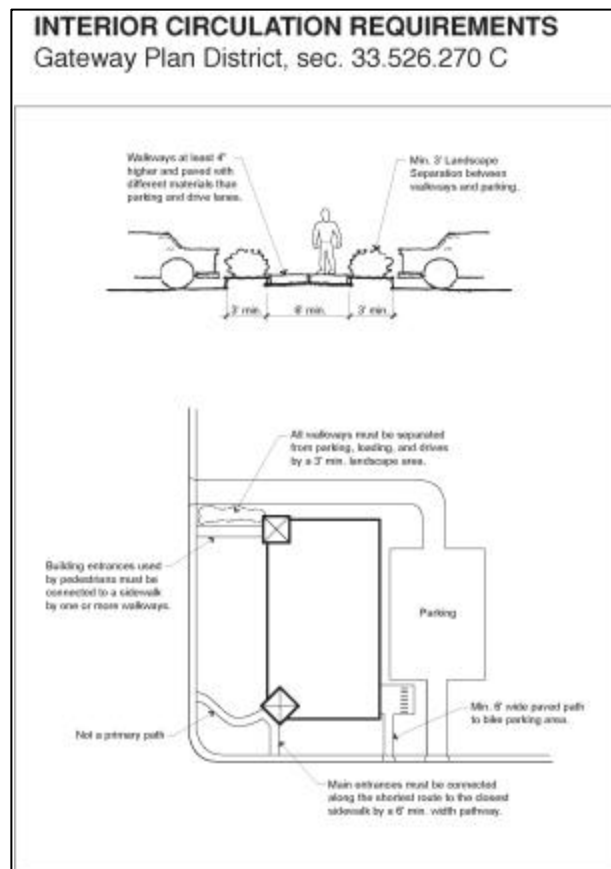 INTERIOR CIRCULATION REQUIREMENTS
Gateway Plan District, sec. 33.526.270 C
Walkways at least 4"
higher and paved with
different materials than
parking and drive lanes.
Min. 3' Landscape
Separation between
walkways and parking.
3' min.
6' min.
3' min.
All walkways must be separated
from parking, loading, and drives
by a 3' min. landscape area.
Building entrances used
by pedestrians must be
connected to a sidewalk
by one or more walkways.
Parking
Not a primary path
Min. 6' wide paved path
to bike parking area.
Main entrances must be connected
along the shortest route to the closest
sidewalk by a 6' min. width pathway.